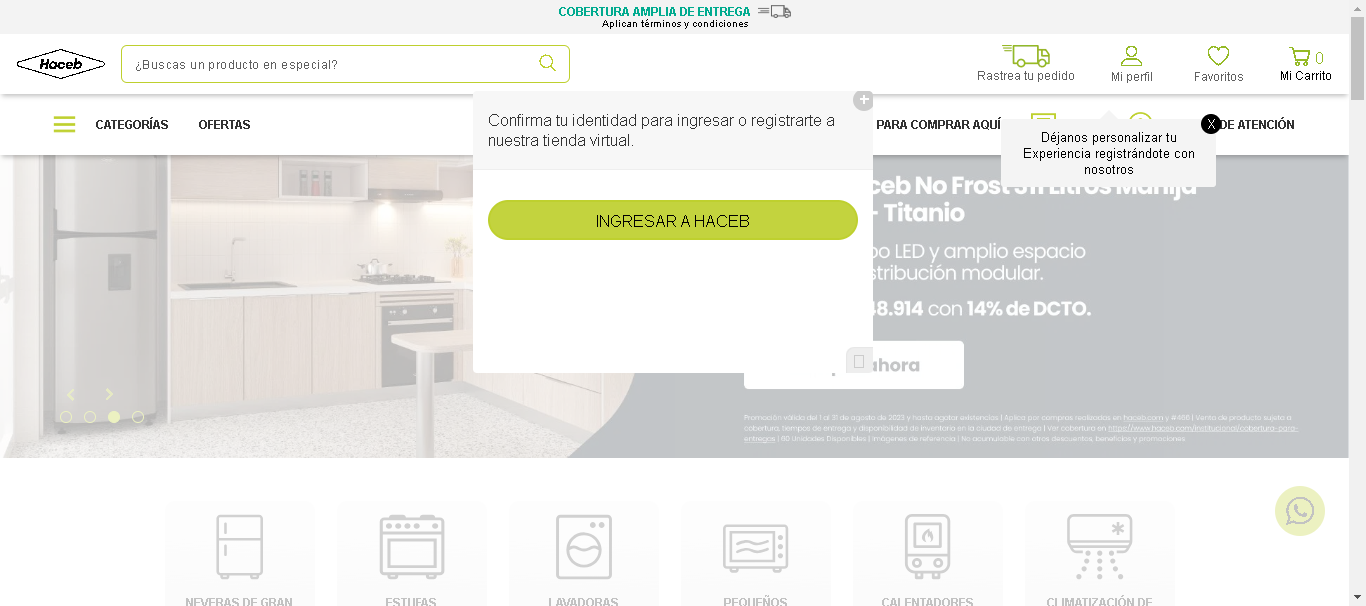 COBERTURA AMPLIA DE ENTREGA
Aplican términos y condiciones
Haceb
¿Buscas un producto en especial?
Rastrea tu pedido
Mi perfil
Favoritos
0
Mi Carrito
CATEGORÍAS
OFERTAS
PARA COMPRAR AQUÍ
DE ATENCIÓN
Confirma tu identidad para ingresar o registrarte a
nuestra tienda virtual.
INGRESAR A HACEB
X
Déjanos personalizar tu
Experiencia registrándote con
nosotros
ceb No Frost 311 Litros Manija
- Titanio
po LED y amplio espacio
stribución modular.
48.914 con 14% de DCTO.
ahora
Promoción válida del 1 al 31 de agosto de 2023 y hasta agotar existencias | Aplica por compras realizadas en haceb.com y #466 | Venta de producto sujeto a
cobertura, tiempos de entrega y disponibilidad de inventario en la ciudad de entrega | Ver cobertura en https://www.haceb.com/institucional/cobertura-para-
entregas | 60 Unidades Disponibles | Imágenes de referencia | No acumulable con otros descuentos, beneficios y promociones.
NEVERAS DE GRAN
ESTUFAS
LAVADORAS
PEQUEÑOS
CALENTADORES
CLIMATIZACIÓN DE